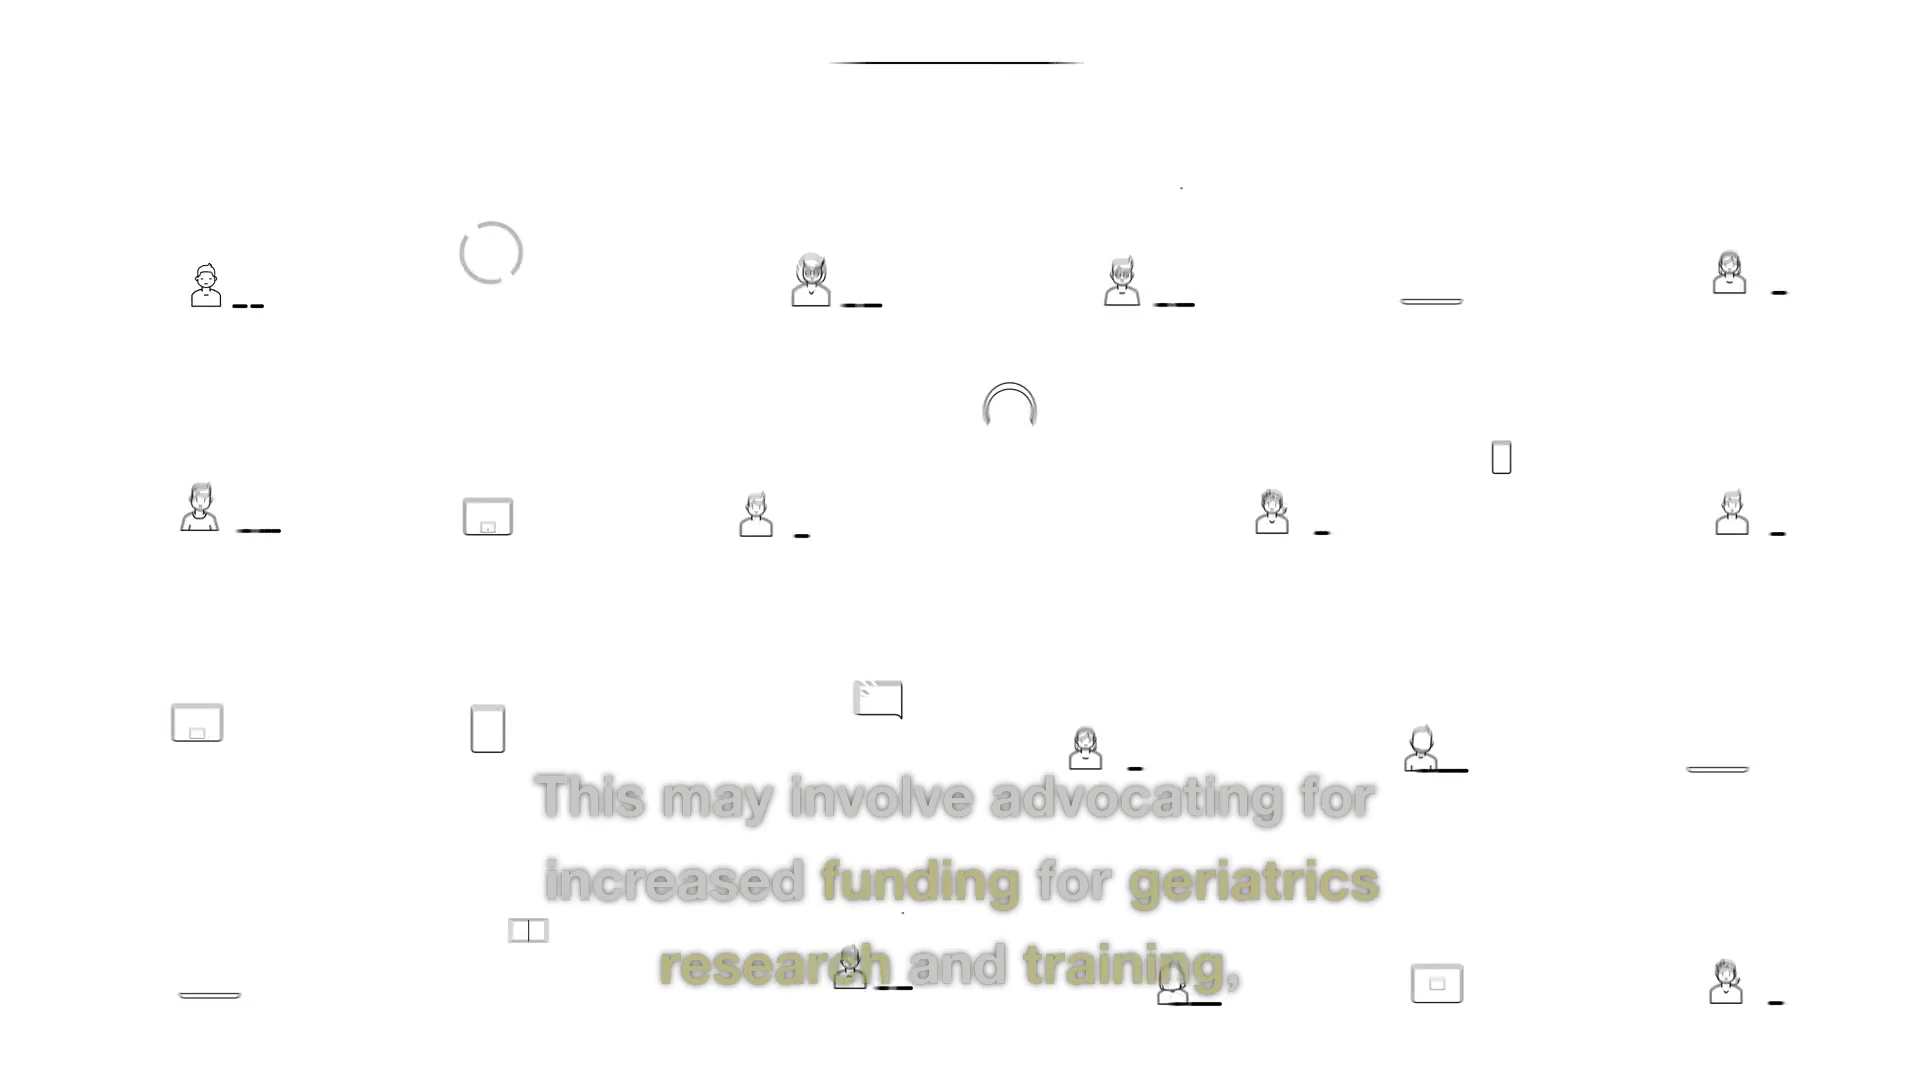 This may involve advocating for
increased funding for geriatrics
research and training,